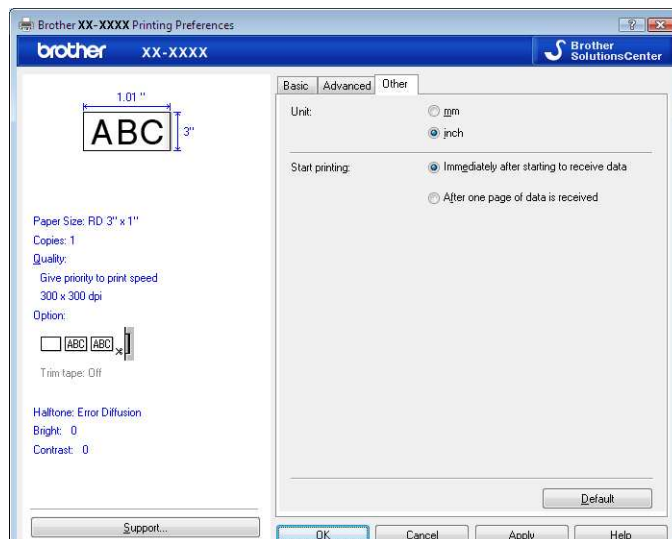 Brother XX-XXXX Printing Preferences
brother XX-XXXX
Brother
SolutionsCenter
1.01 "
ABC
3"
Paper Size: RD 3" x 1"
Copies: 1
Quality:
Give priority to print speed
300 x 300 dpi
Option:
ABC ABC
Trim tape: Off
Halftone: Error Diffusion
Bright: 0
Contrast: 0
Support...
Basic Advanced Other
Unit:
mm
inch
Start printing:
Immediately after starting to receive data
After one page of data is received
Default
OK Cancel Apply Help